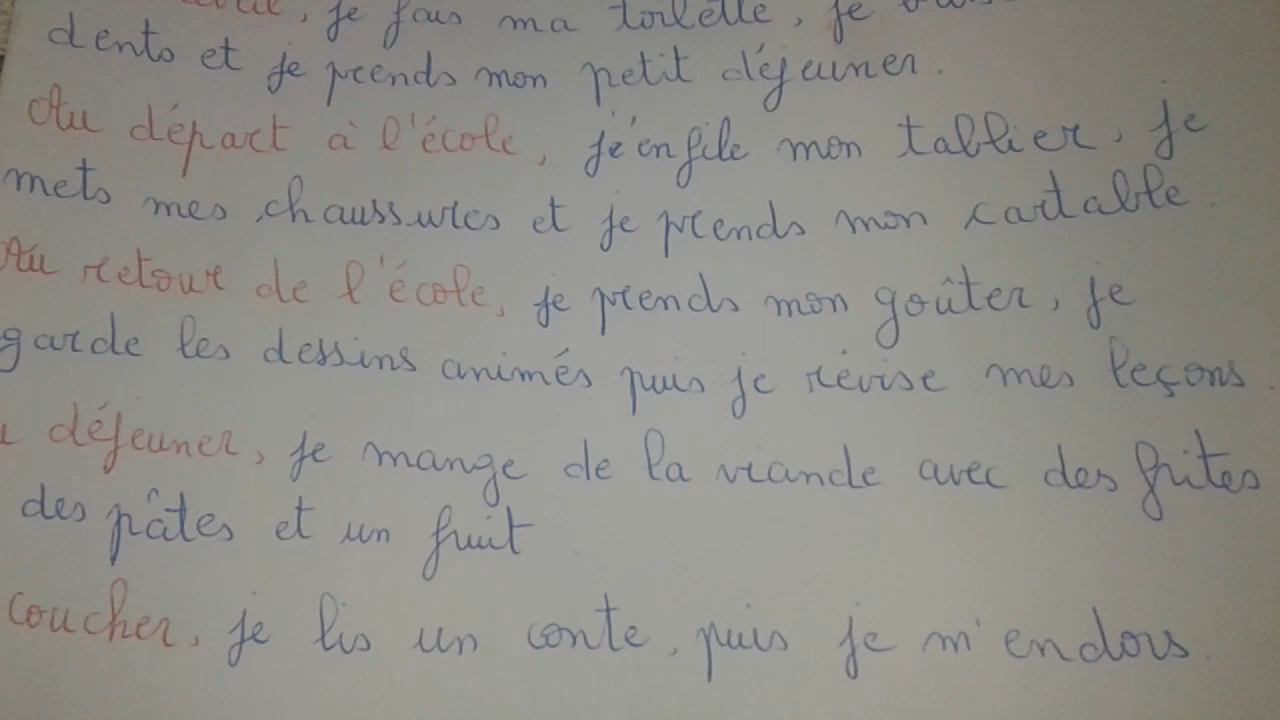 je fais ma toilette, je
dents et je prends mon petit déjeuner.
Au départ à l'école, j'enfile mon tablier, je
mets mes chaussures et je prends mon cartable.
Au retour de l'école, je prends mon goûter, je
garde les dessins animés puis je révise mes leçons.
déjeuner, je mange de la viande avec des frites
des pâtes et un fruit
coucher, je lis un conte, puis je m'endors.